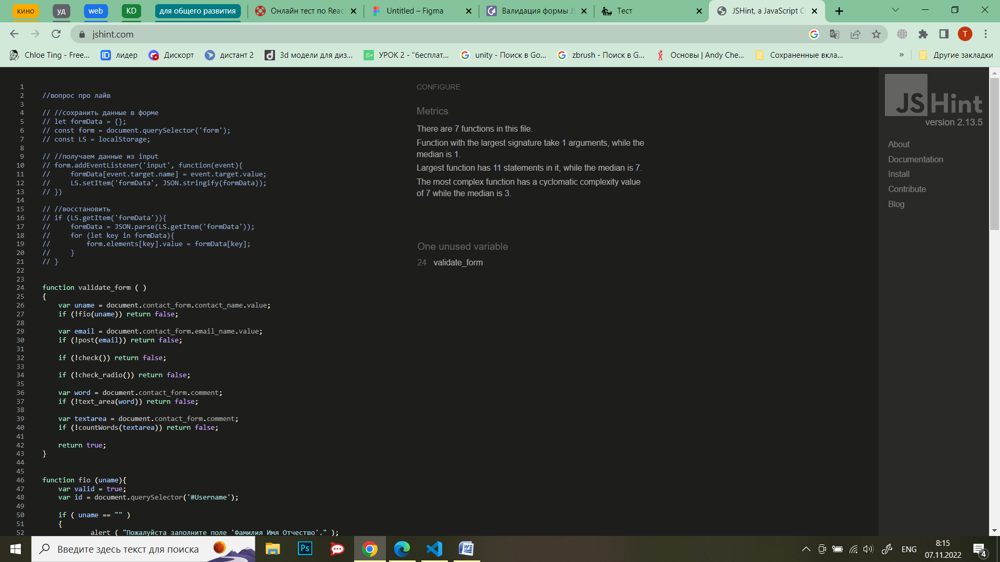 кино
уд
web
KD
для общего развития
Онлайн тест по Reac
Untitled – Figma
Валидация формы JS
Тест
JSHint, a JavaScript C
jshint.com
T
Chloe Ting - Free...
лидер
Дискорт
дистант 2
3d модели для диз...
УРОК 2 - "бесплат...
unity - Поиск в Go...
zbrush - Поиск в G...
Основы | Andy Che...
Сохраненные вкла...
»
Другие закладки
1
2 //вопрос про лайв
3
4 // //сохранить данные в форме
5 // let formData = {};
6 // const form = document.querySelector('form');
7 // const LS = localStorage;
8
9 // //получаем данные из input
10 // form.addEventListener('input', function(event){
11 //     formData[event.target.name] = event.target.value;
12 //     LS.setItem('formData', JSON.stringify(formData));
13 // })
14
15 // //восстановить
16 // if (LS.getItem('formData')){
17 //     formData = JSON.parse(LS.getItem('formData'));
18 //     for (let key in formData){
19 //         form.elements[key].value = formData[key];
20 //     }
21 // }
22
23
24 function validate_form ( )
25 {
26     var uname = document.contact_form.contact_name.value;
27     if (!fio(uname)) return false;
28
29     var email = document.contact_form.email_name.value;
30     if (!post(email)) return false;
31
32     if (!check()) return false;
33
34     if (!check_radio()) return false;
35
36     var word = document.contact_form.comment;
37     if (!text_area(word)) return false;
38
39     var textarea = document.contact_form.comment;
40     if (!countWords(textarea)) return false;
41
42     return true;
43 }
44
45
46 function fio (uname){
47     var valid = true;
48     var id = document.querySelector('#Username');
49
50     if ( uname == "" )
51     {
52         alert ( "Пожалуйста заполните поле 'Фамилия Имя Отчество'." );
CONFIGURE
Metrics
There are 7 functions in this file.
Function with the largest signature take 1 arguments, while the
median is 1.
Largest function has 11 statements in it, while the median is 7.
The most complex function has a cyclomatic complexity value
of 7 while the median is 3.
One unused variable
24 validate_form
JSHint
version 2.13.5
About
Documentation
Install
Contribute
Blog
Введите здесь текст для поиска
Ps
ENG
8:15
07.11.2022
4